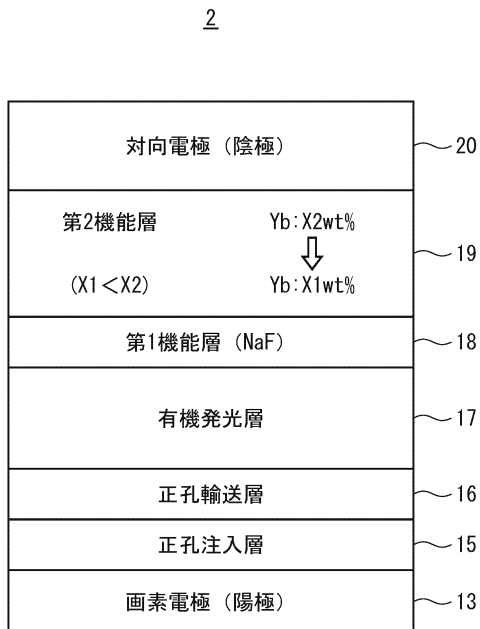 2
対向電極（陰極） 20
第2機能層 Yb:X2wt%
19
(X1＜X2) Yb:X1wt%
第1機能層（NaF） 18
有機発光層 17
正孔輸送層 16
正孔注入層 15
画素電極（陽極） 13